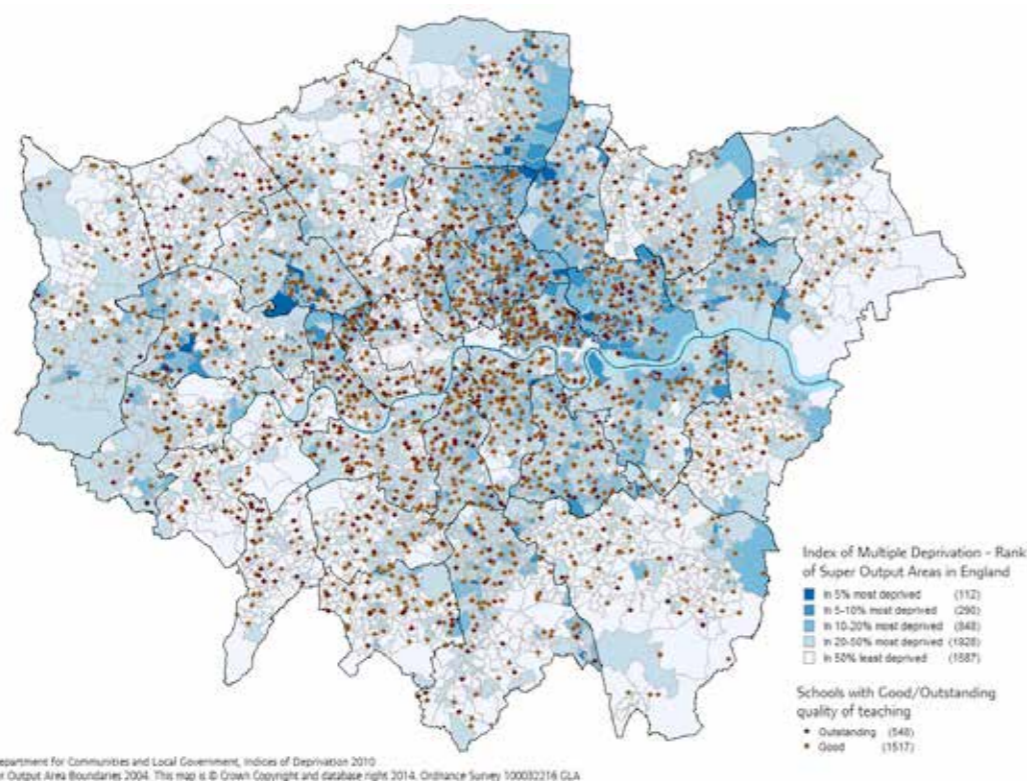 Index of Multiple Deprivation - Rank
of Super Output Areas in England
In 5% most deprived (112)
In 5-10% most deprived (290)
In 10-20% most deprived (848)
In 20-50% most deprived (1928)
In 50% least deprived (1587)
Schools with Good/Outstanding
quality of teaching
Outstanding (548)
Good (1517)
epartment for Communities and Local Government, Indices of Deprivation 2010
r Output Area Boundaries 2004. This map is © Crown Copyright and database right 2014. Ordnance Survey 100032216 GLA